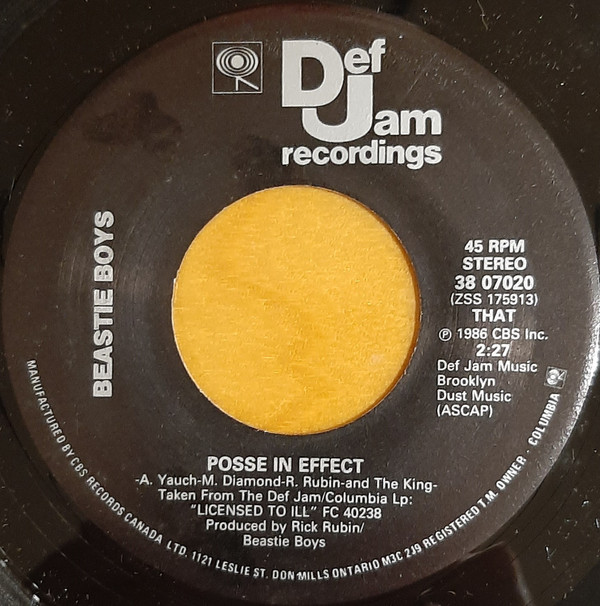 Def
Jam
recordings
BEASTIE BOYS
45 RPM
STEREO
38 07020
(ZSS 175913)
THAT
℗ 1986 CBS Inc.
2:27
Def Jam Music
Brooklyn
Dust Music
(ASCAP)
POSSE IN EFFECT
-A. Yauch-M. Diamond-R. Rubin-and The King-
Taken From The Def Jam/Columbia Lp:
"LICENSED TO ILL" FC 40238
Produced by Rick Rubin/
Beastie Boys
MANUFACTURED BY CBS RECORDS CANADA LTD. 1121 LESLIE ST. DON MILLS ONTARIO M3C 2J9 REGISTERED T.M. OWNER - COLUMBIA